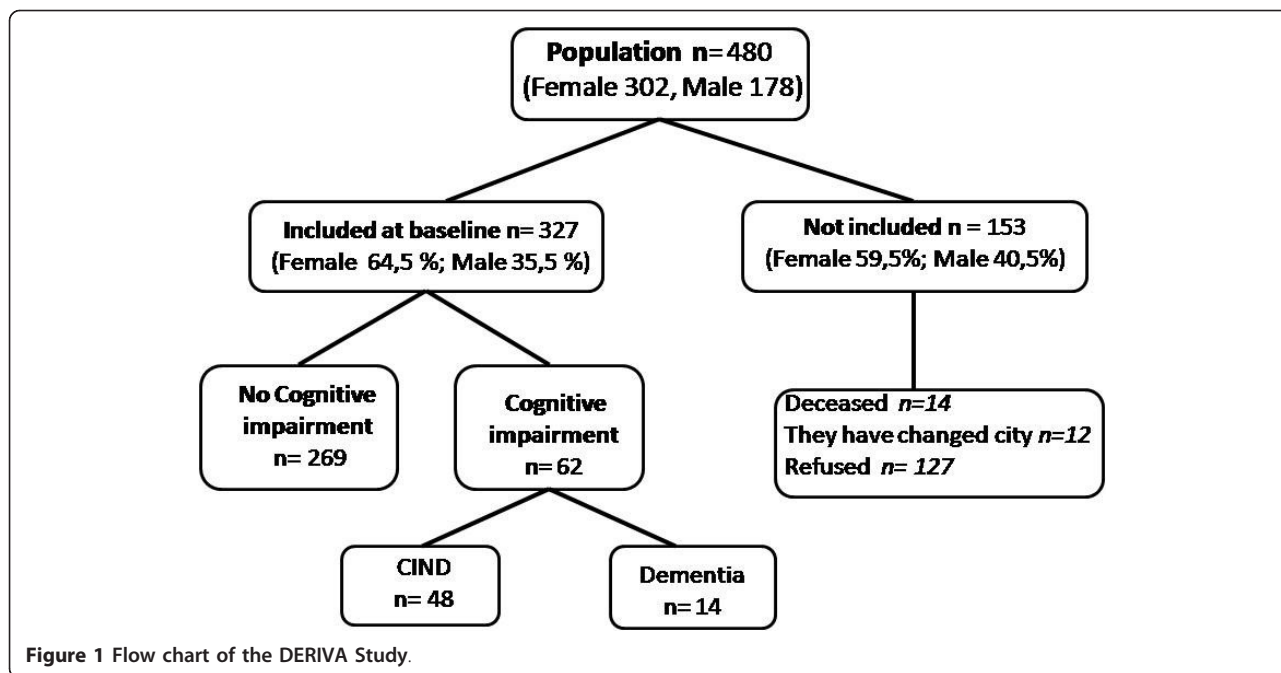 Population n= 480
(Female 302, Male 178)
Included at baseline n= 327
(Female 64,5 %; Male 35,5 %)
Not included n = 153
(Female 59,5%; Male 40,5%)
No Cognitive
impairment
n= 269
Cognitive
impairment
n= 62
Deceased n=14
They have changed city n=12
Refused n= 127
CIND
n= 48
Dementia
n= 14
Figure 1 Flow chart of the DERIVA Study.